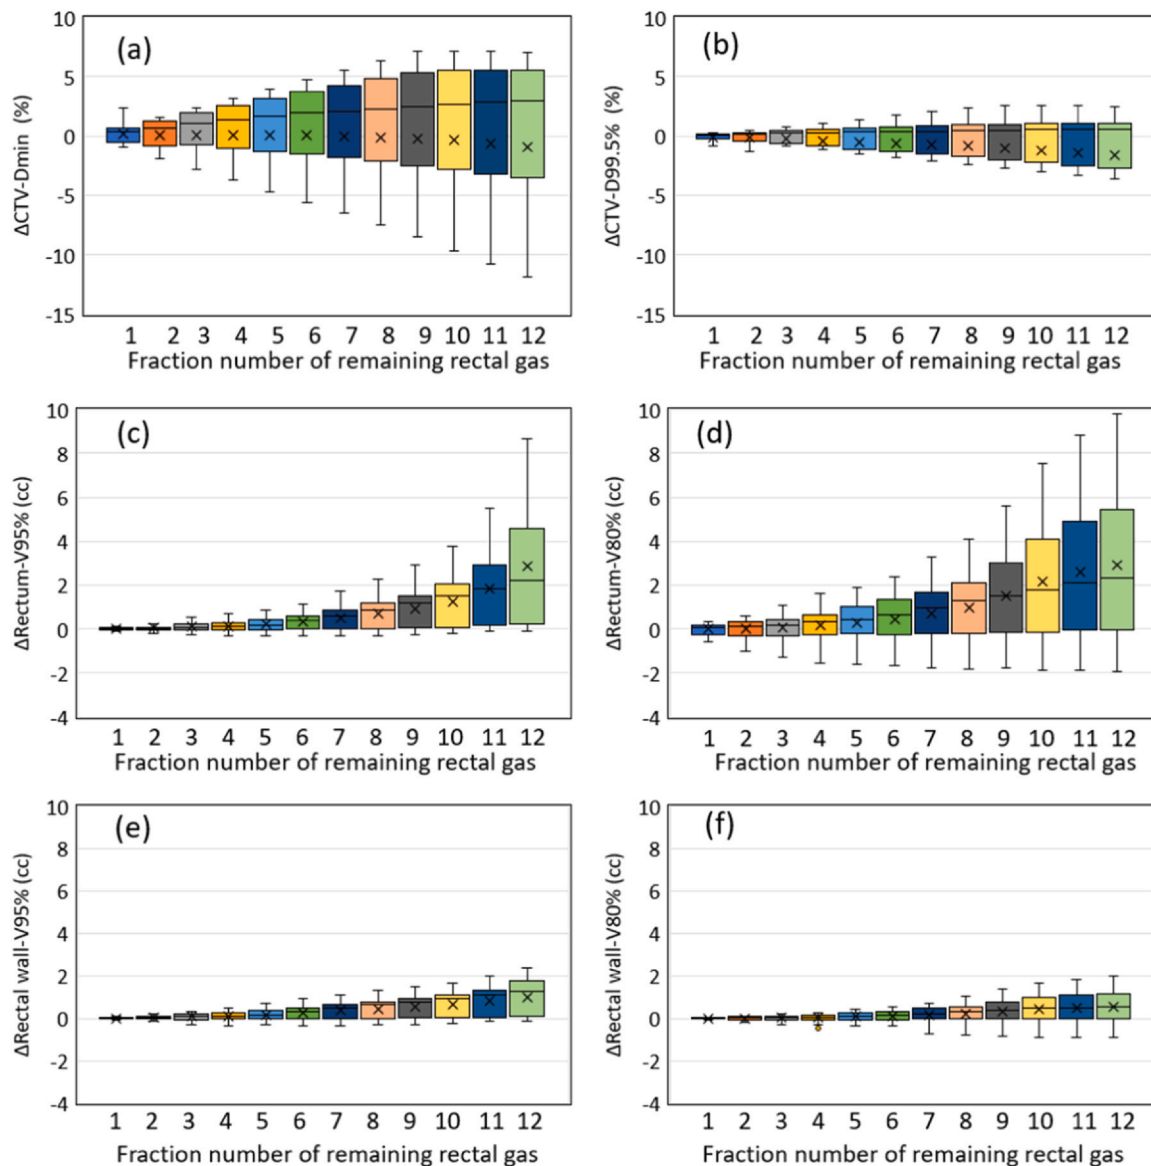 (a)
ΔCTV-Dmin (%)
10
5
0
-5
-10
-15
1 2 3 4 5 6 7 8 9 10 11 12
Fraction number of remaining rectal gas
(b)
ΔCTV-D99.5% (%)
10
5
0
-5
-10
-15
1 2 3 4 5 6 7 8 9 10 11 12
Fraction number of remaining rectal gas
(c)
ΔRectum-V95% (cc)
10
8
6
4
2
0
-2
-4
1 2 3 4 5 6 7 8 9 10 11 12
Fraction number of remaining rectal gas
(d)
ΔRectum-V80% (cc)
10
8
6
4
2
0
-2
-4
1 2 3 4 5 6 7 8 9 10 11 12
Fraction number of remaining rectal gas
(e)
ΔRectal wall-V95% (cc)
10
8
6
4
2
0
-2
-4
1 2 3 4 5 6 7 8 9 10 11 12
Fraction number of remaining rectal gas
(f)
ΔRectal wall-V80% (cc)
10
8
6
4
2
0
-2
-4
1 2 3 4 5 6 7 8 9 10 11 12
Fraction number of remaining rectal gas